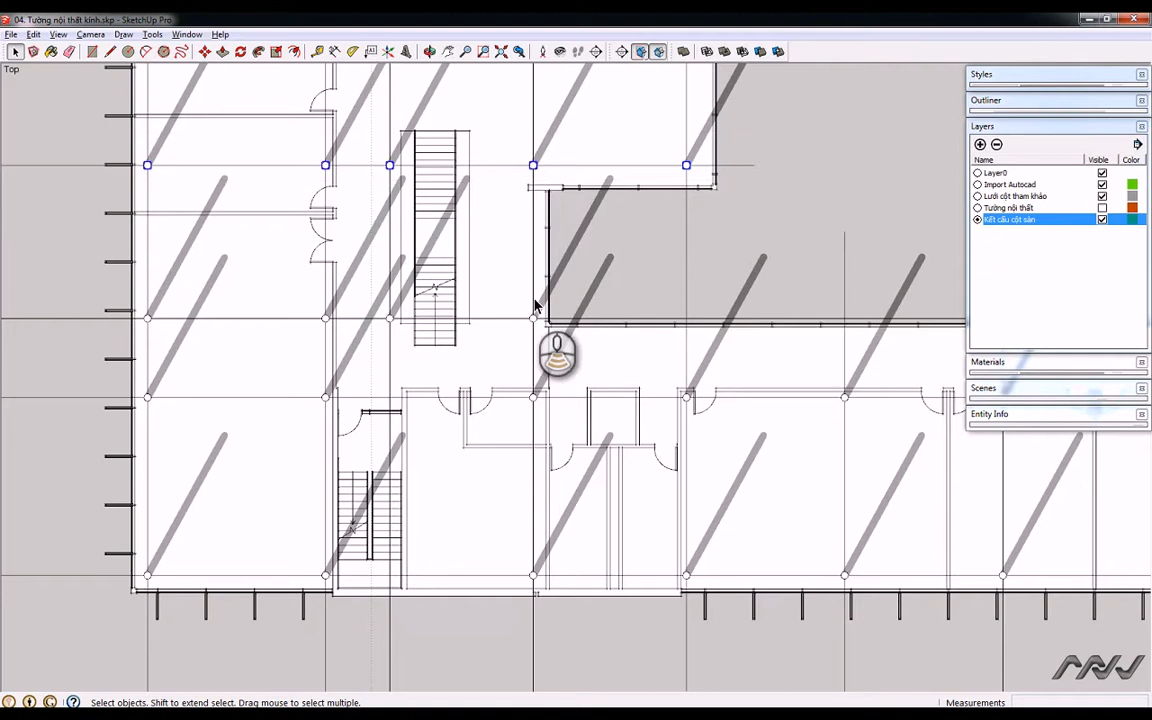 04. Tường nội thất kính.skp - SketchUp Pro
File Edit View Camera Draw Tools Window Help
Top
Styles
Outliner
Layers
Name Visible Color
Layer0
Import Autocad
Lưới cột tham khảo
Tường nội thất
Kết cấu cột sàn
Materials
Scenes
Entity Info
Select objects. Shift to extend select. Drag mouse to select multiple.
Measurements